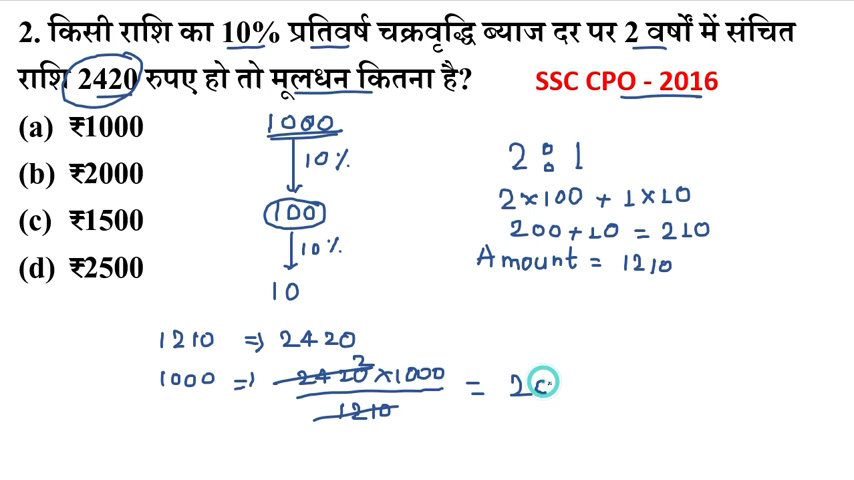 2. किसी राशि का 10% प्रतिवर्ष चक्रवृद्धि ब्याज दर पर 2 वर्षों में संचित
राशि 2420 रुपए हो तो मूलधन कितना है? SSC CPO - 2016
(a) ₹1000
(b) ₹2000
(c) ₹1500
(d) ₹2500
1000
10%
100
10%
10
2 : 1
2×100 + 1×10
200+10 = 210
Amount = 1210
1210 => 2420
1000 => 2420 2 ×1000 = 20
1210